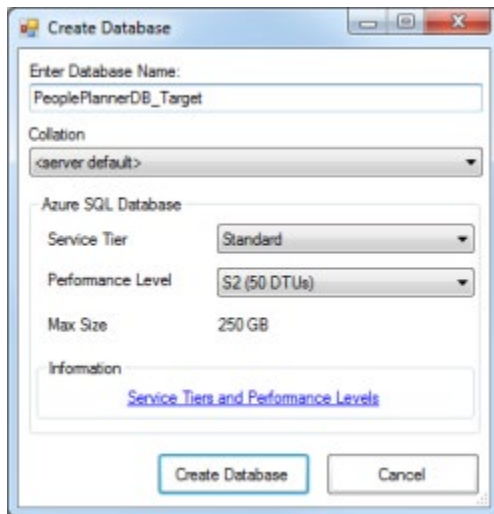 Create Database
Enter Database Name:
PeoplePlannerDB_Target
Collation
<server default>
Azure SQL Database
Service Tier Standard
Performance Level S2 (50 DTUs)
Max Size 250 GB
Information
Service Tiers and Performance Levels
Create Database Cancel